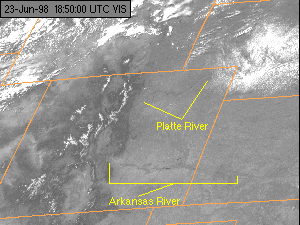 23-Jun-98 18:50:00 UTC VIS
Platte River
Arkansas River